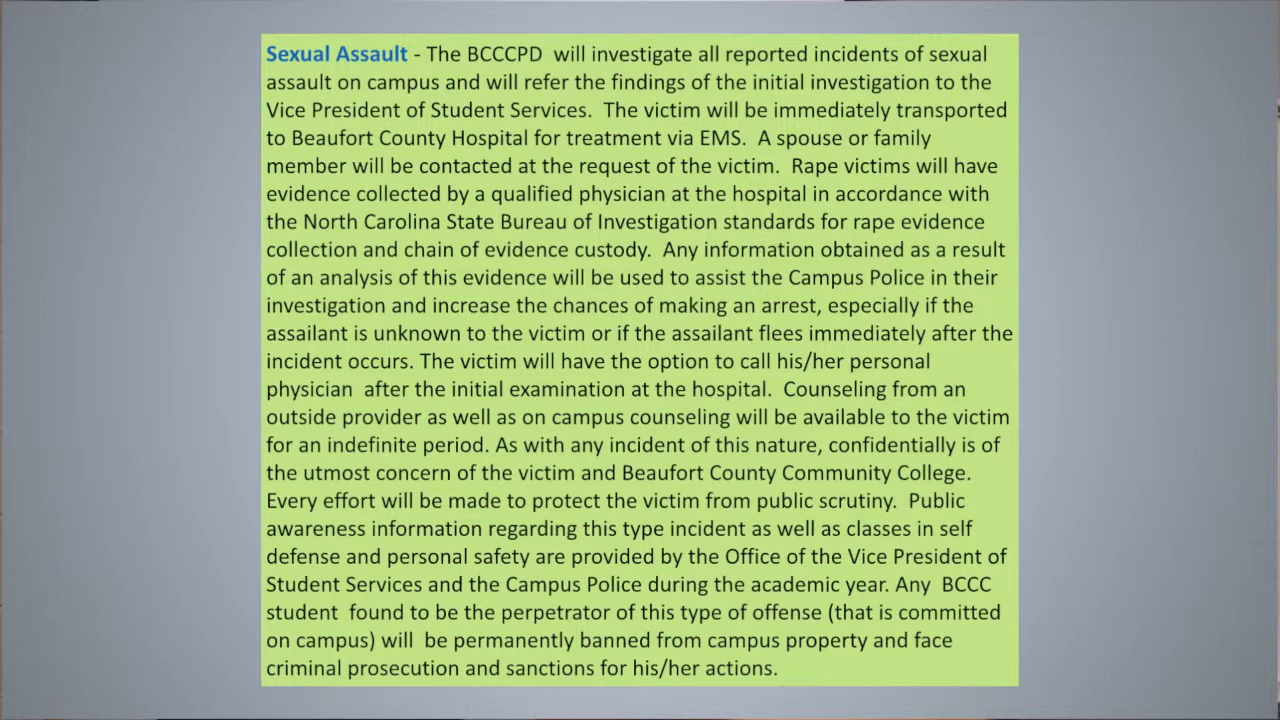 Sexual Assault - The BCCCPD  will investigate all reported incidents of sexual
assault on campus and will refer the findings of the initial investigation to the
Vice President of Student Services.  The victim will be immediately transported
to Beaufort County Hospital for treatment via EMS.  A spouse or family
member will be contacted at the request of the victim.  Rape victims will have
evidence collected by a qualified physician at the hospital in accordance with
the North Carolina State Bureau of Investigation standards for rape evidence
collection and chain of evidence custody.  Any information obtained as a result
of an analysis of this evidence will be used to assist the Campus Police in their
investigation and increase the chances of making an arrest, especially if the
assailant is unknown to the victim or if the assailant flees immediately after the
incident occurs. The victim will have the option to call his/her personal
physician  after the initial examination at the hospital.  Counseling from an
outside provider as well as on campus counseling will be available to the victim
for an indefinite period. As with any incident of this nature, confidentially is of
the utmost concern of the victim and Beaufort County Community College.
Every effort will be made to protect the victim from public scrutiny.  Public
awareness information regarding this type incident as well as classes in self
defense and personal safety are provided by the Office of the Vice President of
Student Services and the Campus Police during the academic year. Any  BCCC
student  found to be the perpetrator of this type of offense (that is committed
on campus) will  be permanently banned from campus property and face
criminal prosecution and sanctions for his/her actions.